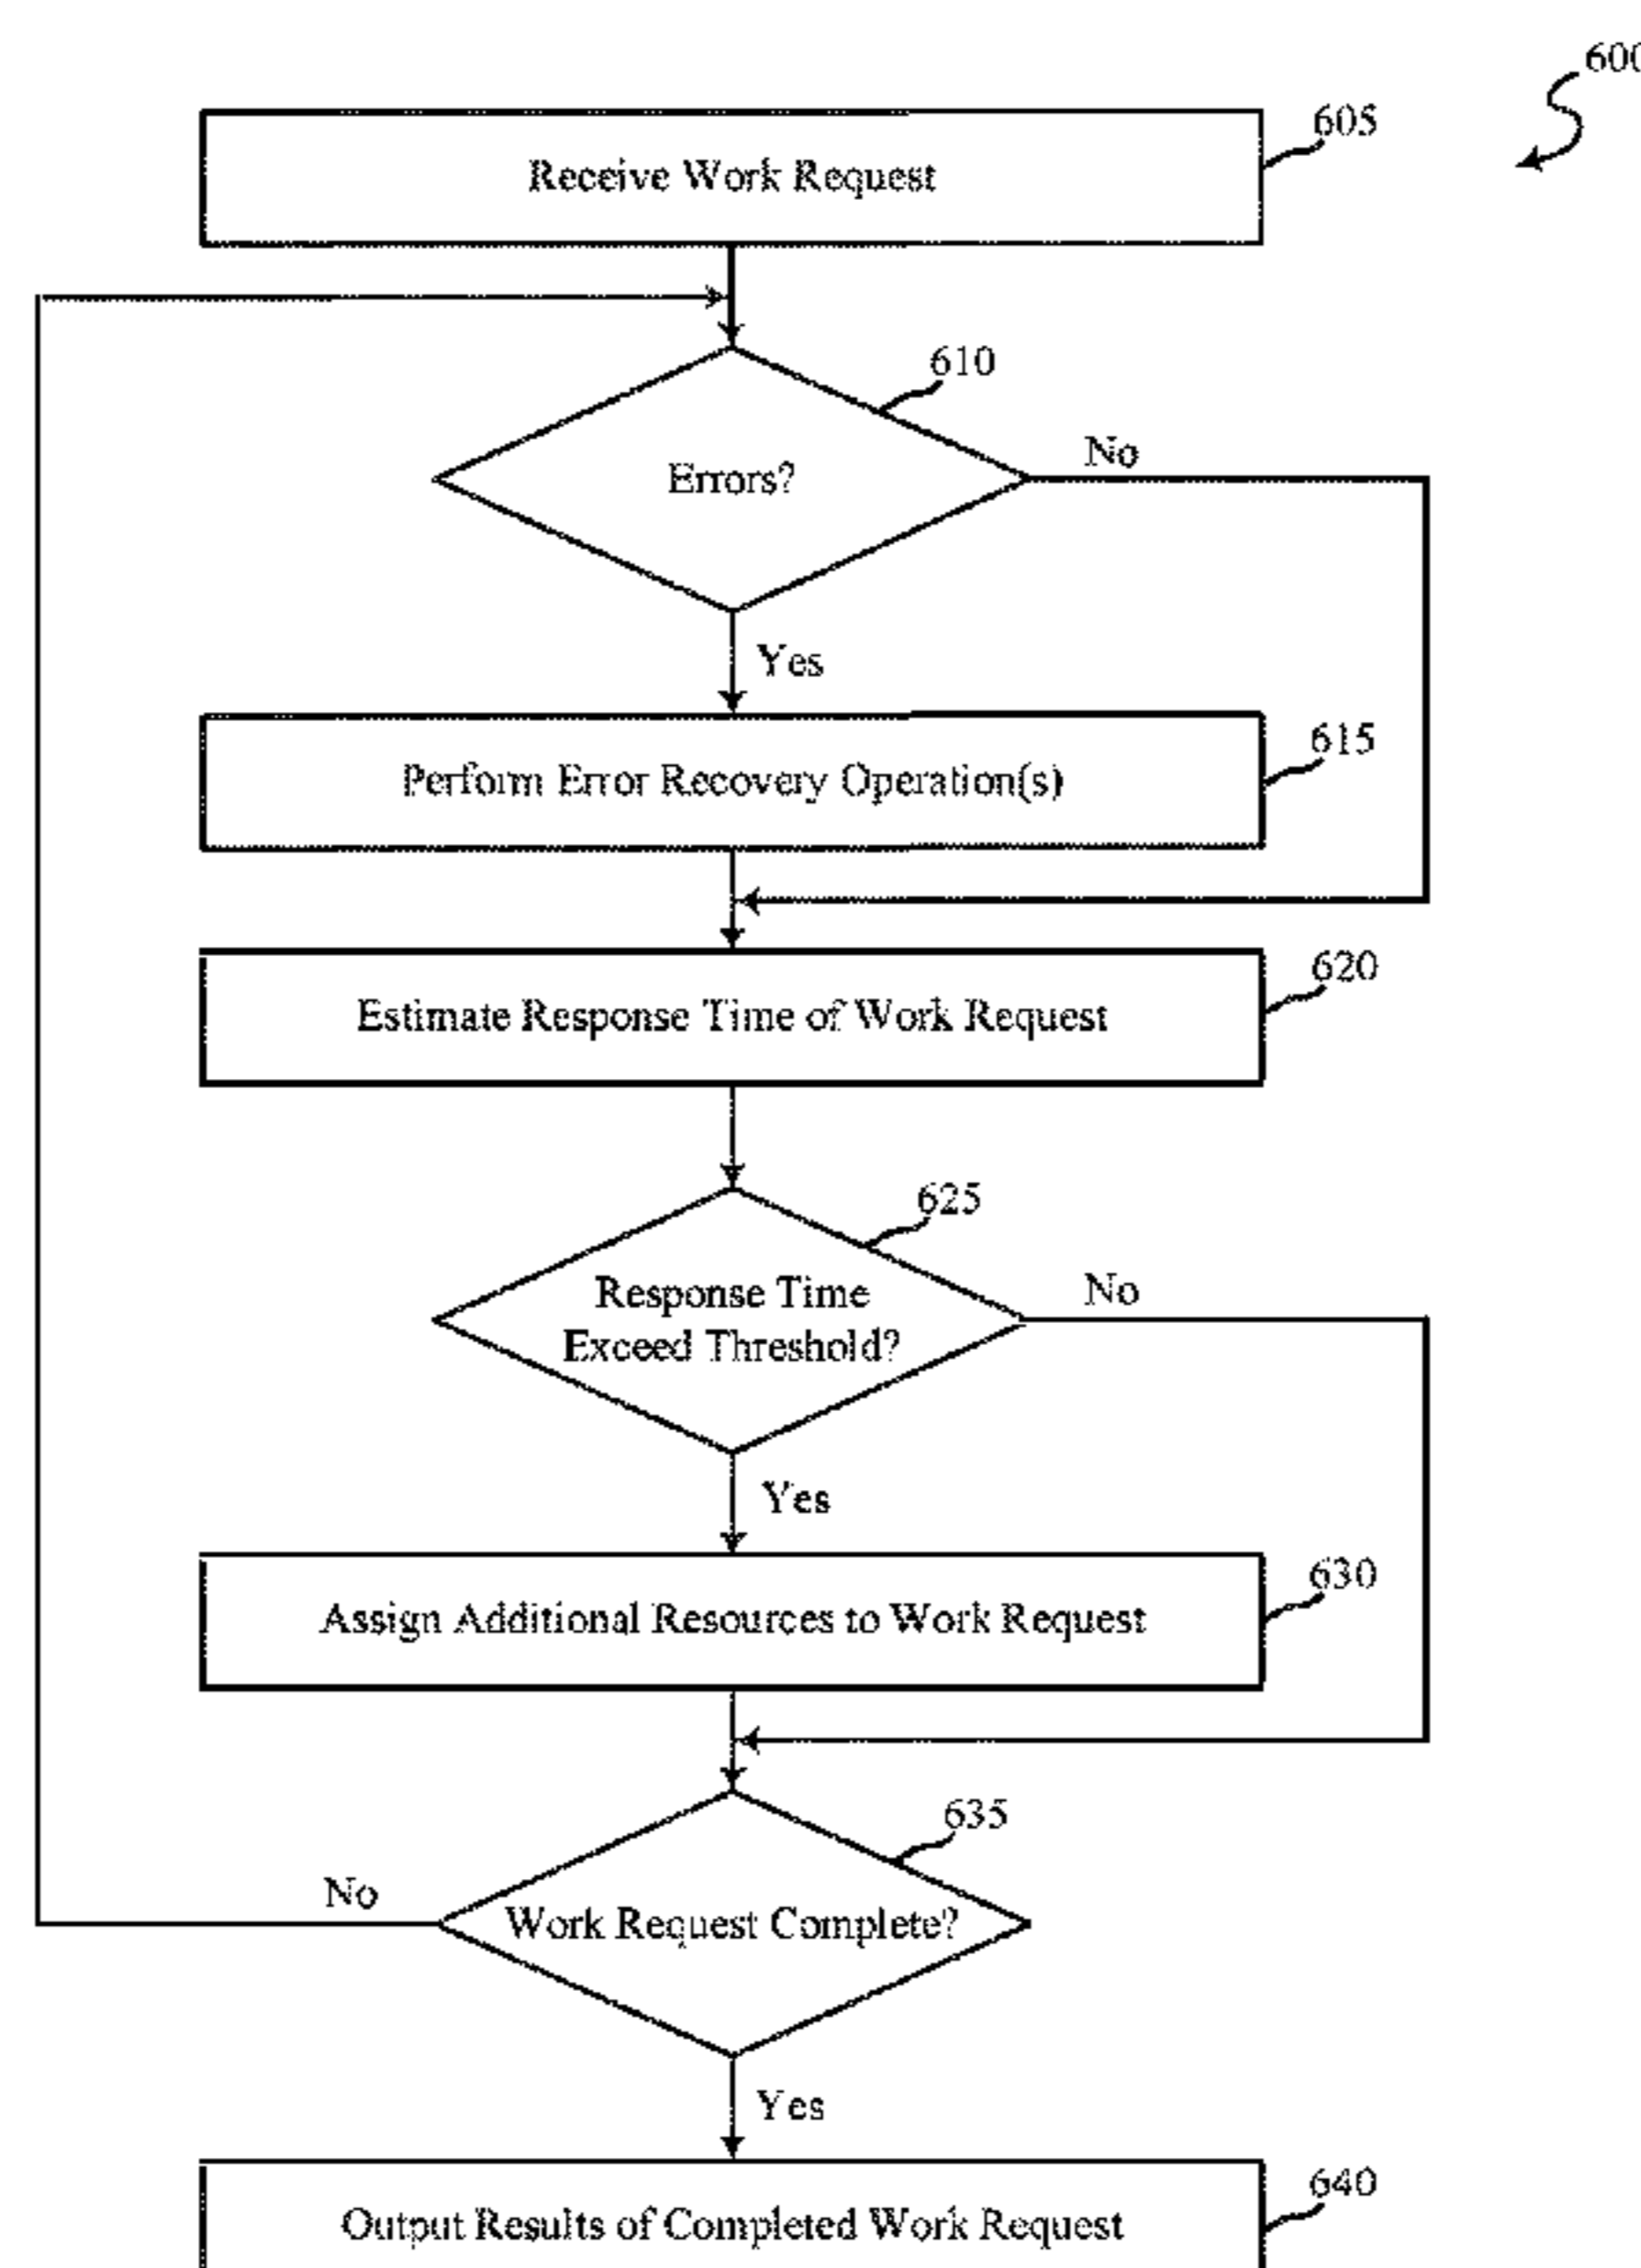 600
605
Receive Work Request
610
Errors?
No
Yes
615
Perform Error Recovery Operation(s)
620
Estimate Response Time of Work Request
625
Response Time
Exceed Threshold?
No
Yes
630
Assign Additional Resources to Work Request
635
No
Work Request Complete?
Yes
640
Output Results of Completed Work Request